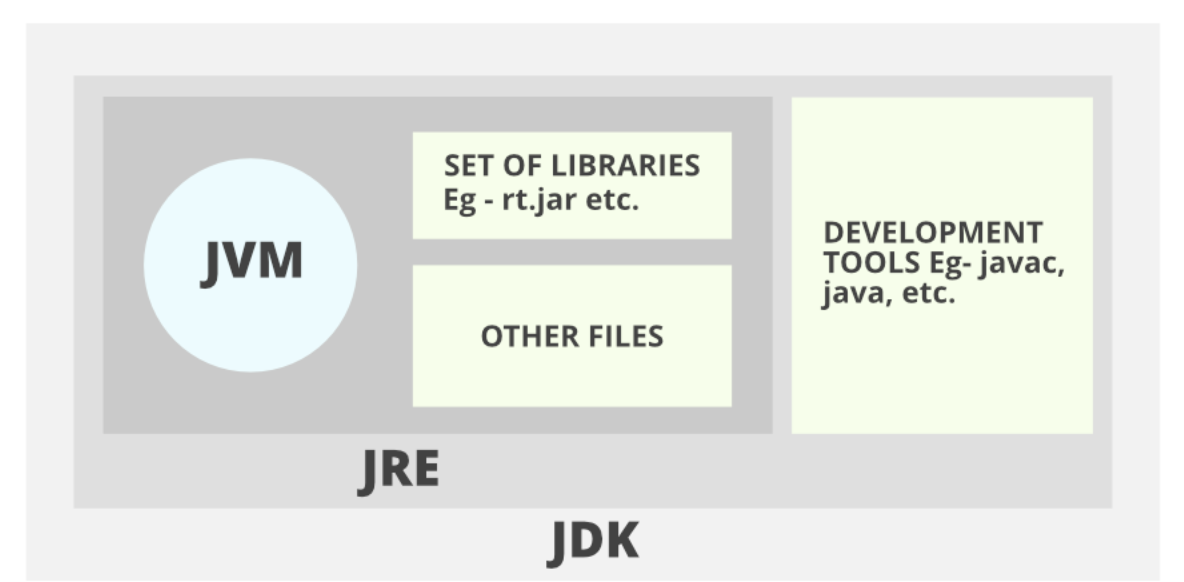 SET OF LIBRARIES
Eg - rt.jar etc.
JVM
OTHER FILES
DEVELOPMENT
TOOLS Eg- javac,
java, etc.
JRE
JDK